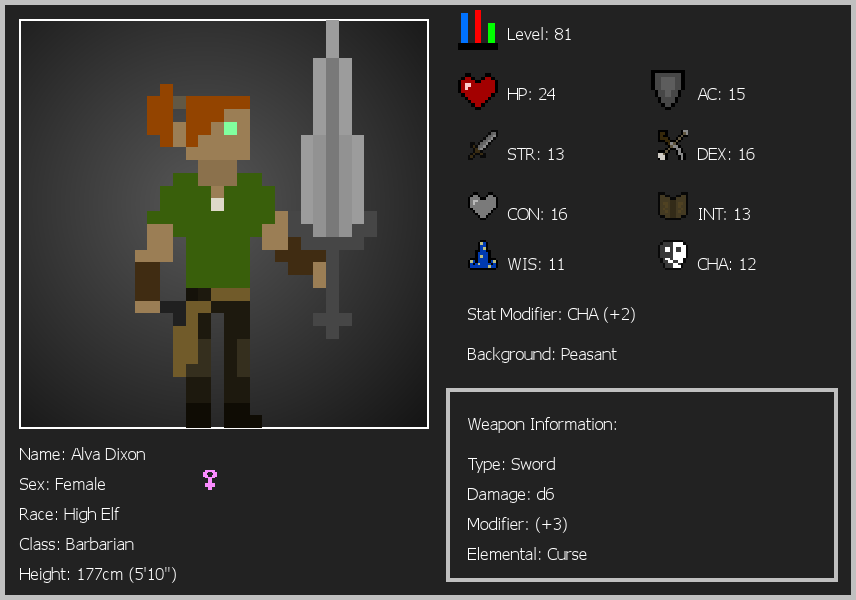 Level: 81
HP: 24
AC: 15
STR: 13
DEX: 16
CON: 16
INT: 13
WIS: 11
CHA: 12
Stat Modifier: CHA (+2)
Background: Peasant
Weapon Information:
Type: Sword
Damage: d6
Modifier: (+3)
Elemental: Curse
Name: Alva Dixon
Sex: Female
Race: High Elf
Class: Barbarian
Height: 177cm (5'10")